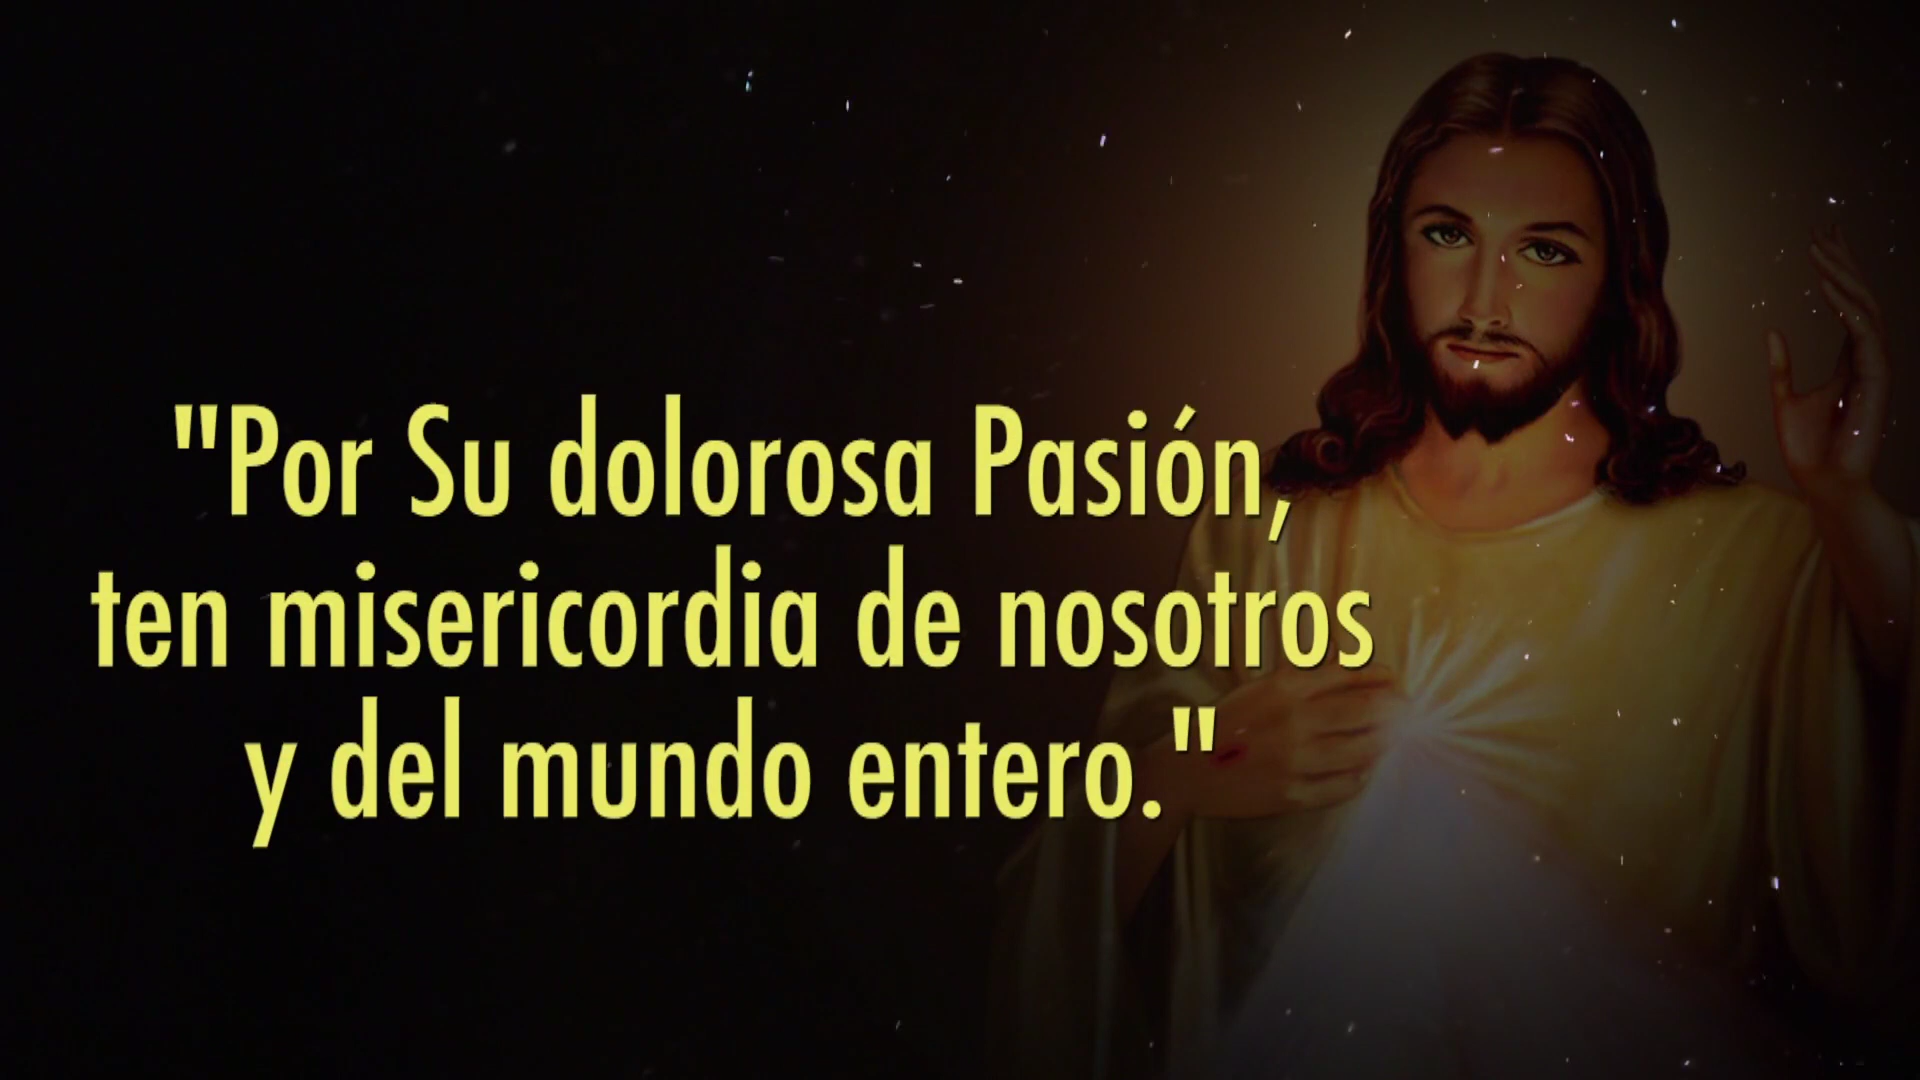 "Por Su dolorosa Pasión,
ten misericordia de nosotros
y del mundo entero."